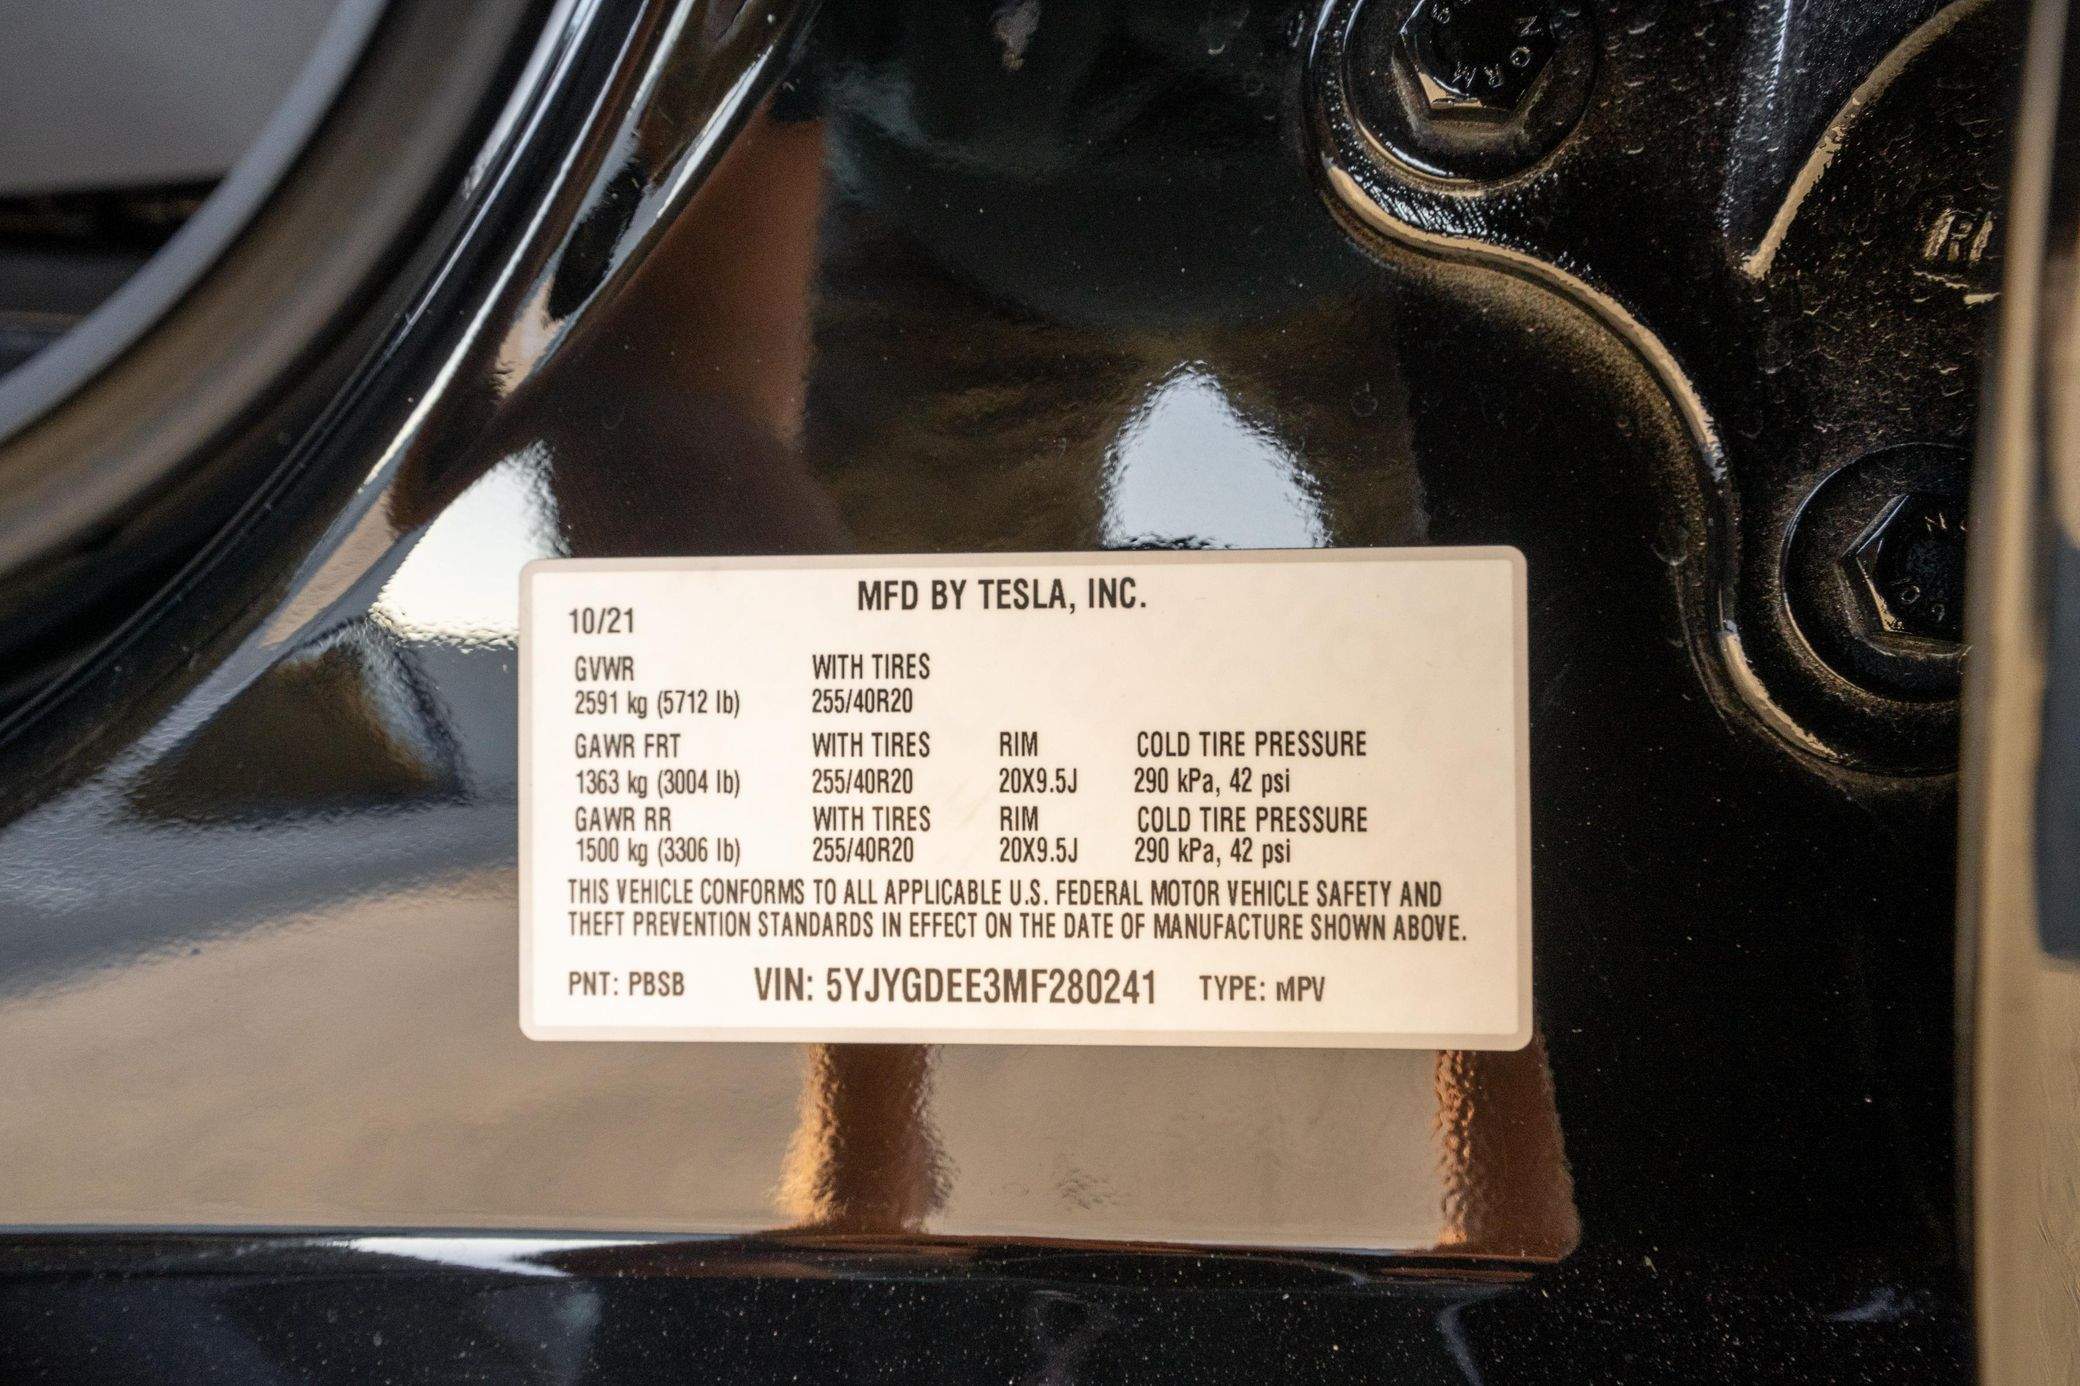 MFD BY TESLA, INC.
10/21
GVWR WITH TIRES
2591 kg (5712 lb) 255/40R20
GAWR FRT WITH TIRES RIM COLD TIRE PRESSURE
1363 kg (3004 lb) 255/40R20 20X9.5J 290 kPa, 42 psi
GAWR RR WITH TIRES RIM COLD TIRE PRESSURE
1500 kg (3306 lb) 255/40R20 20X9.5J 290 kPa, 42 psi
THIS VEHICLE CONFORMS TO ALL APPLICABLE U.S. FEDERAL MOTOR VEHICLE SAFETY AND
THEFT PREVENTION STANDARDS IN EFFECT ON THE DATE OF MANUFACTURE SHOWN ABOVE.
PNT: PBSB VIN: 5YJYGDEE3MF280241 TYPE: MPV